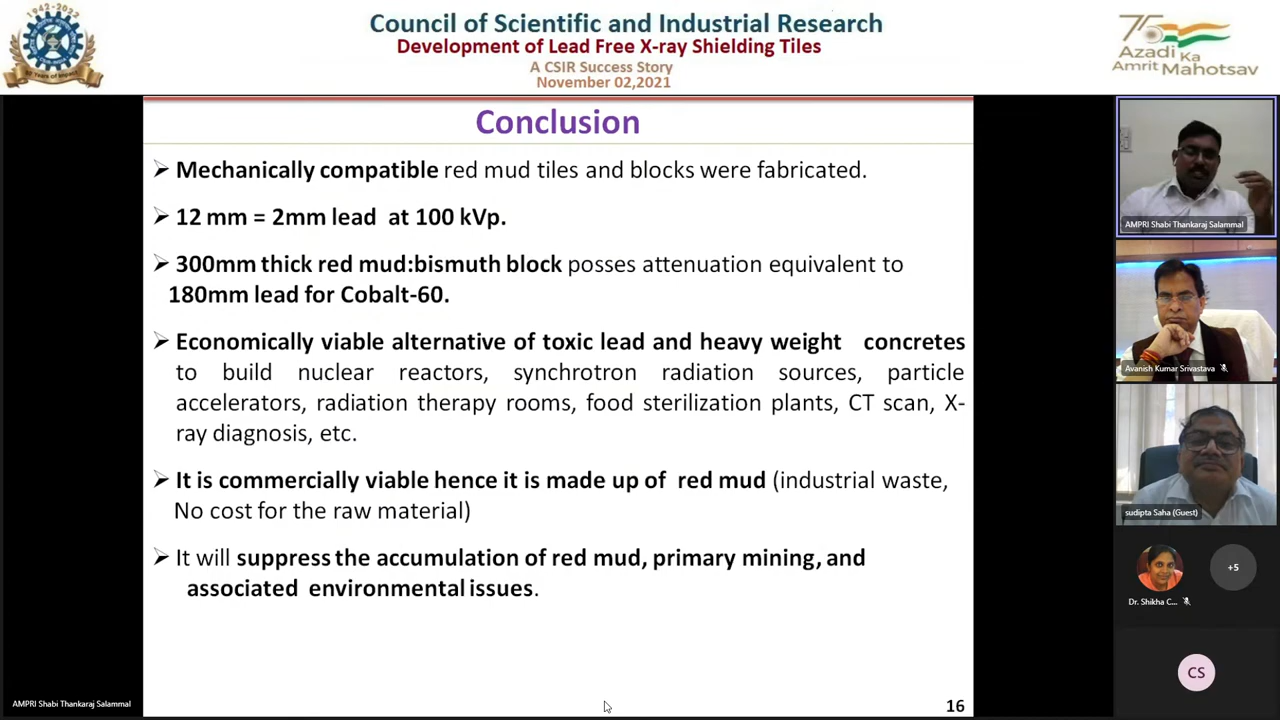 1942-2022
80 Years of Impact
Council of Scientific and Industrial Research
Development of Lead Free X-ray Shielding Tiles
A CSIR Success Story
November 02,2021
75
Azadi Ka
Amrit Mahotsav
Conclusion
➢ Mechanically compatible red mud tiles and blocks were fabricated.
➢ 12 mm = 2mm lead at 100 kVp.
➢ 300mm thick red mud:bismuth block posses attenuation equivalent to
180mm lead for Cobalt-60.
➢ Economically viable alternative of toxic lead and heavy weight concretes
to build nuclear reactors, synchrotron radiation sources, particle
accelerators, radiation therapy rooms, food sterilization plants, CT scan, X-
ray diagnosis, etc.
➢ It is commercially viable hence it is made up of red mud (industrial waste,
No cost for the raw material)
➢ It will suppress the accumulation of red mud, primary mining, and
associated environmental issues.
16
AMPRI Shabi Thankaraj Salammal
AMPRI Shabi Thankaraj Salammal
Avanish Kumar Srivastava
sudipta Saha (Guest)
Dr. Shikha C...
+5
CS